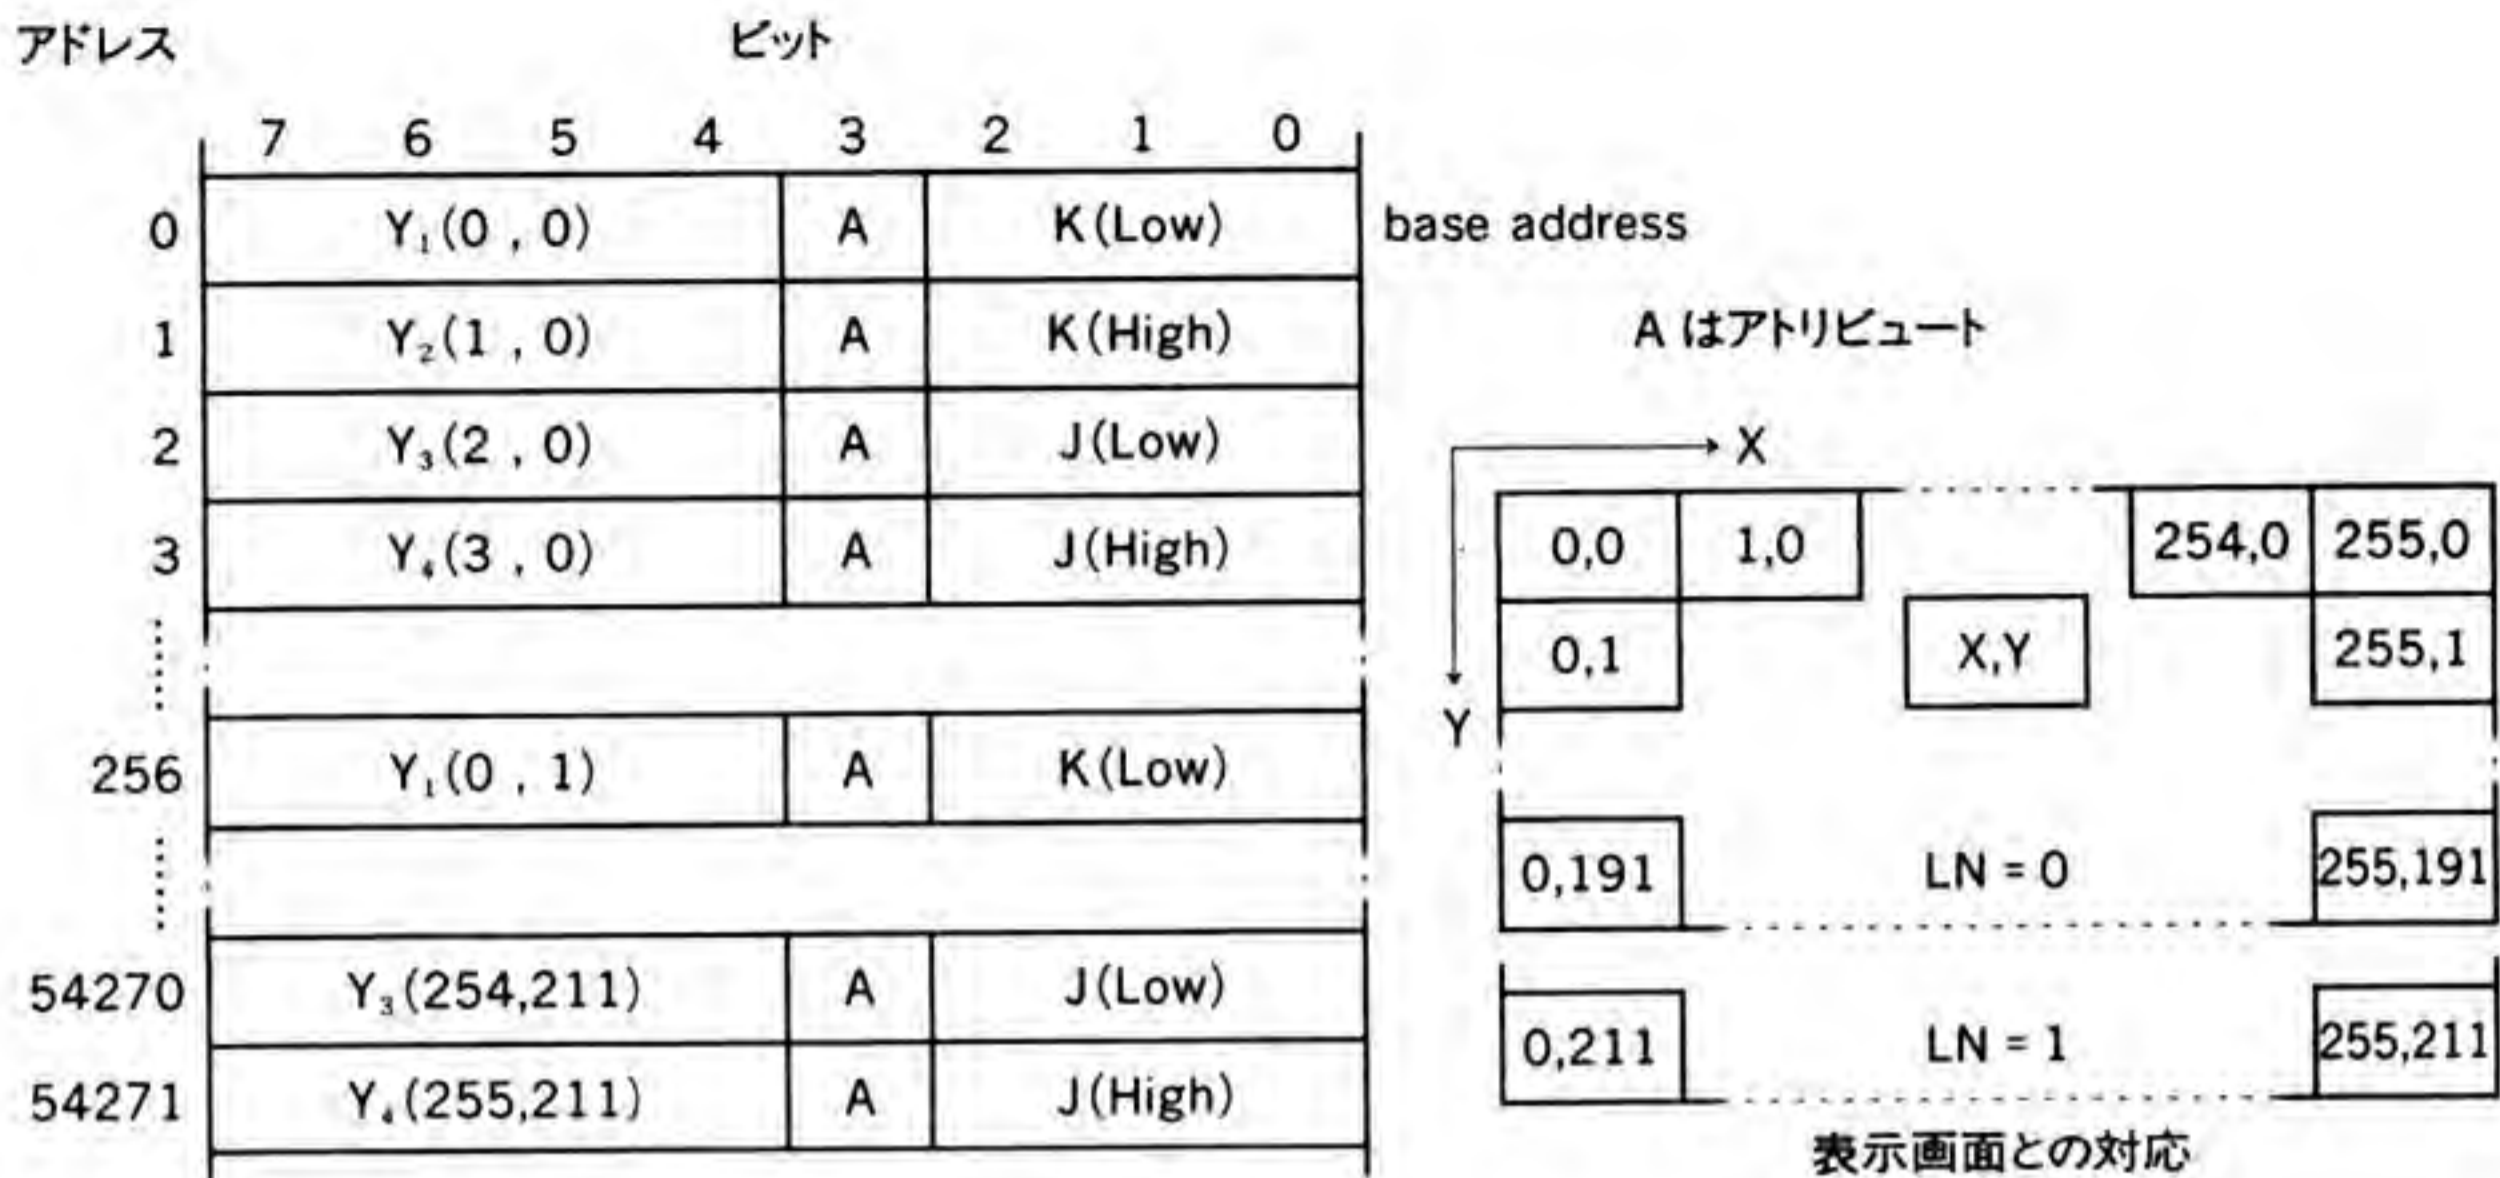 アドレス ビット
7 6 5 4 3 2 1 0
0 Y₁(0 , 0) A K(Low) base address
1 Y₂(1 , 0) A K(High)
A はアトリビュート
2 Y₃(2 , 0) A J(Low)
3 Y₄(3 , 0) A J(High)
256 Y₁(0 , 1) A K(Low)
54270 Y₃(254,211) A J(Low)
54271 Y₄(255,211) A J(High)
X
Y
0,0 1,0 254,0 255,0
0,1 X,Y 255,1
0,191 LN = 0 255,191
0,211 LN = 1 255,211
表示画面との対応